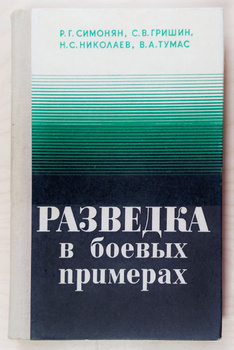 Р. Г. СИМОНЯН, С. В. ГРИШИН,
Н. С. НИКОЛАЕВ, В. А. ТУМАС
РАЗВЕДКА
в боевых
примерах